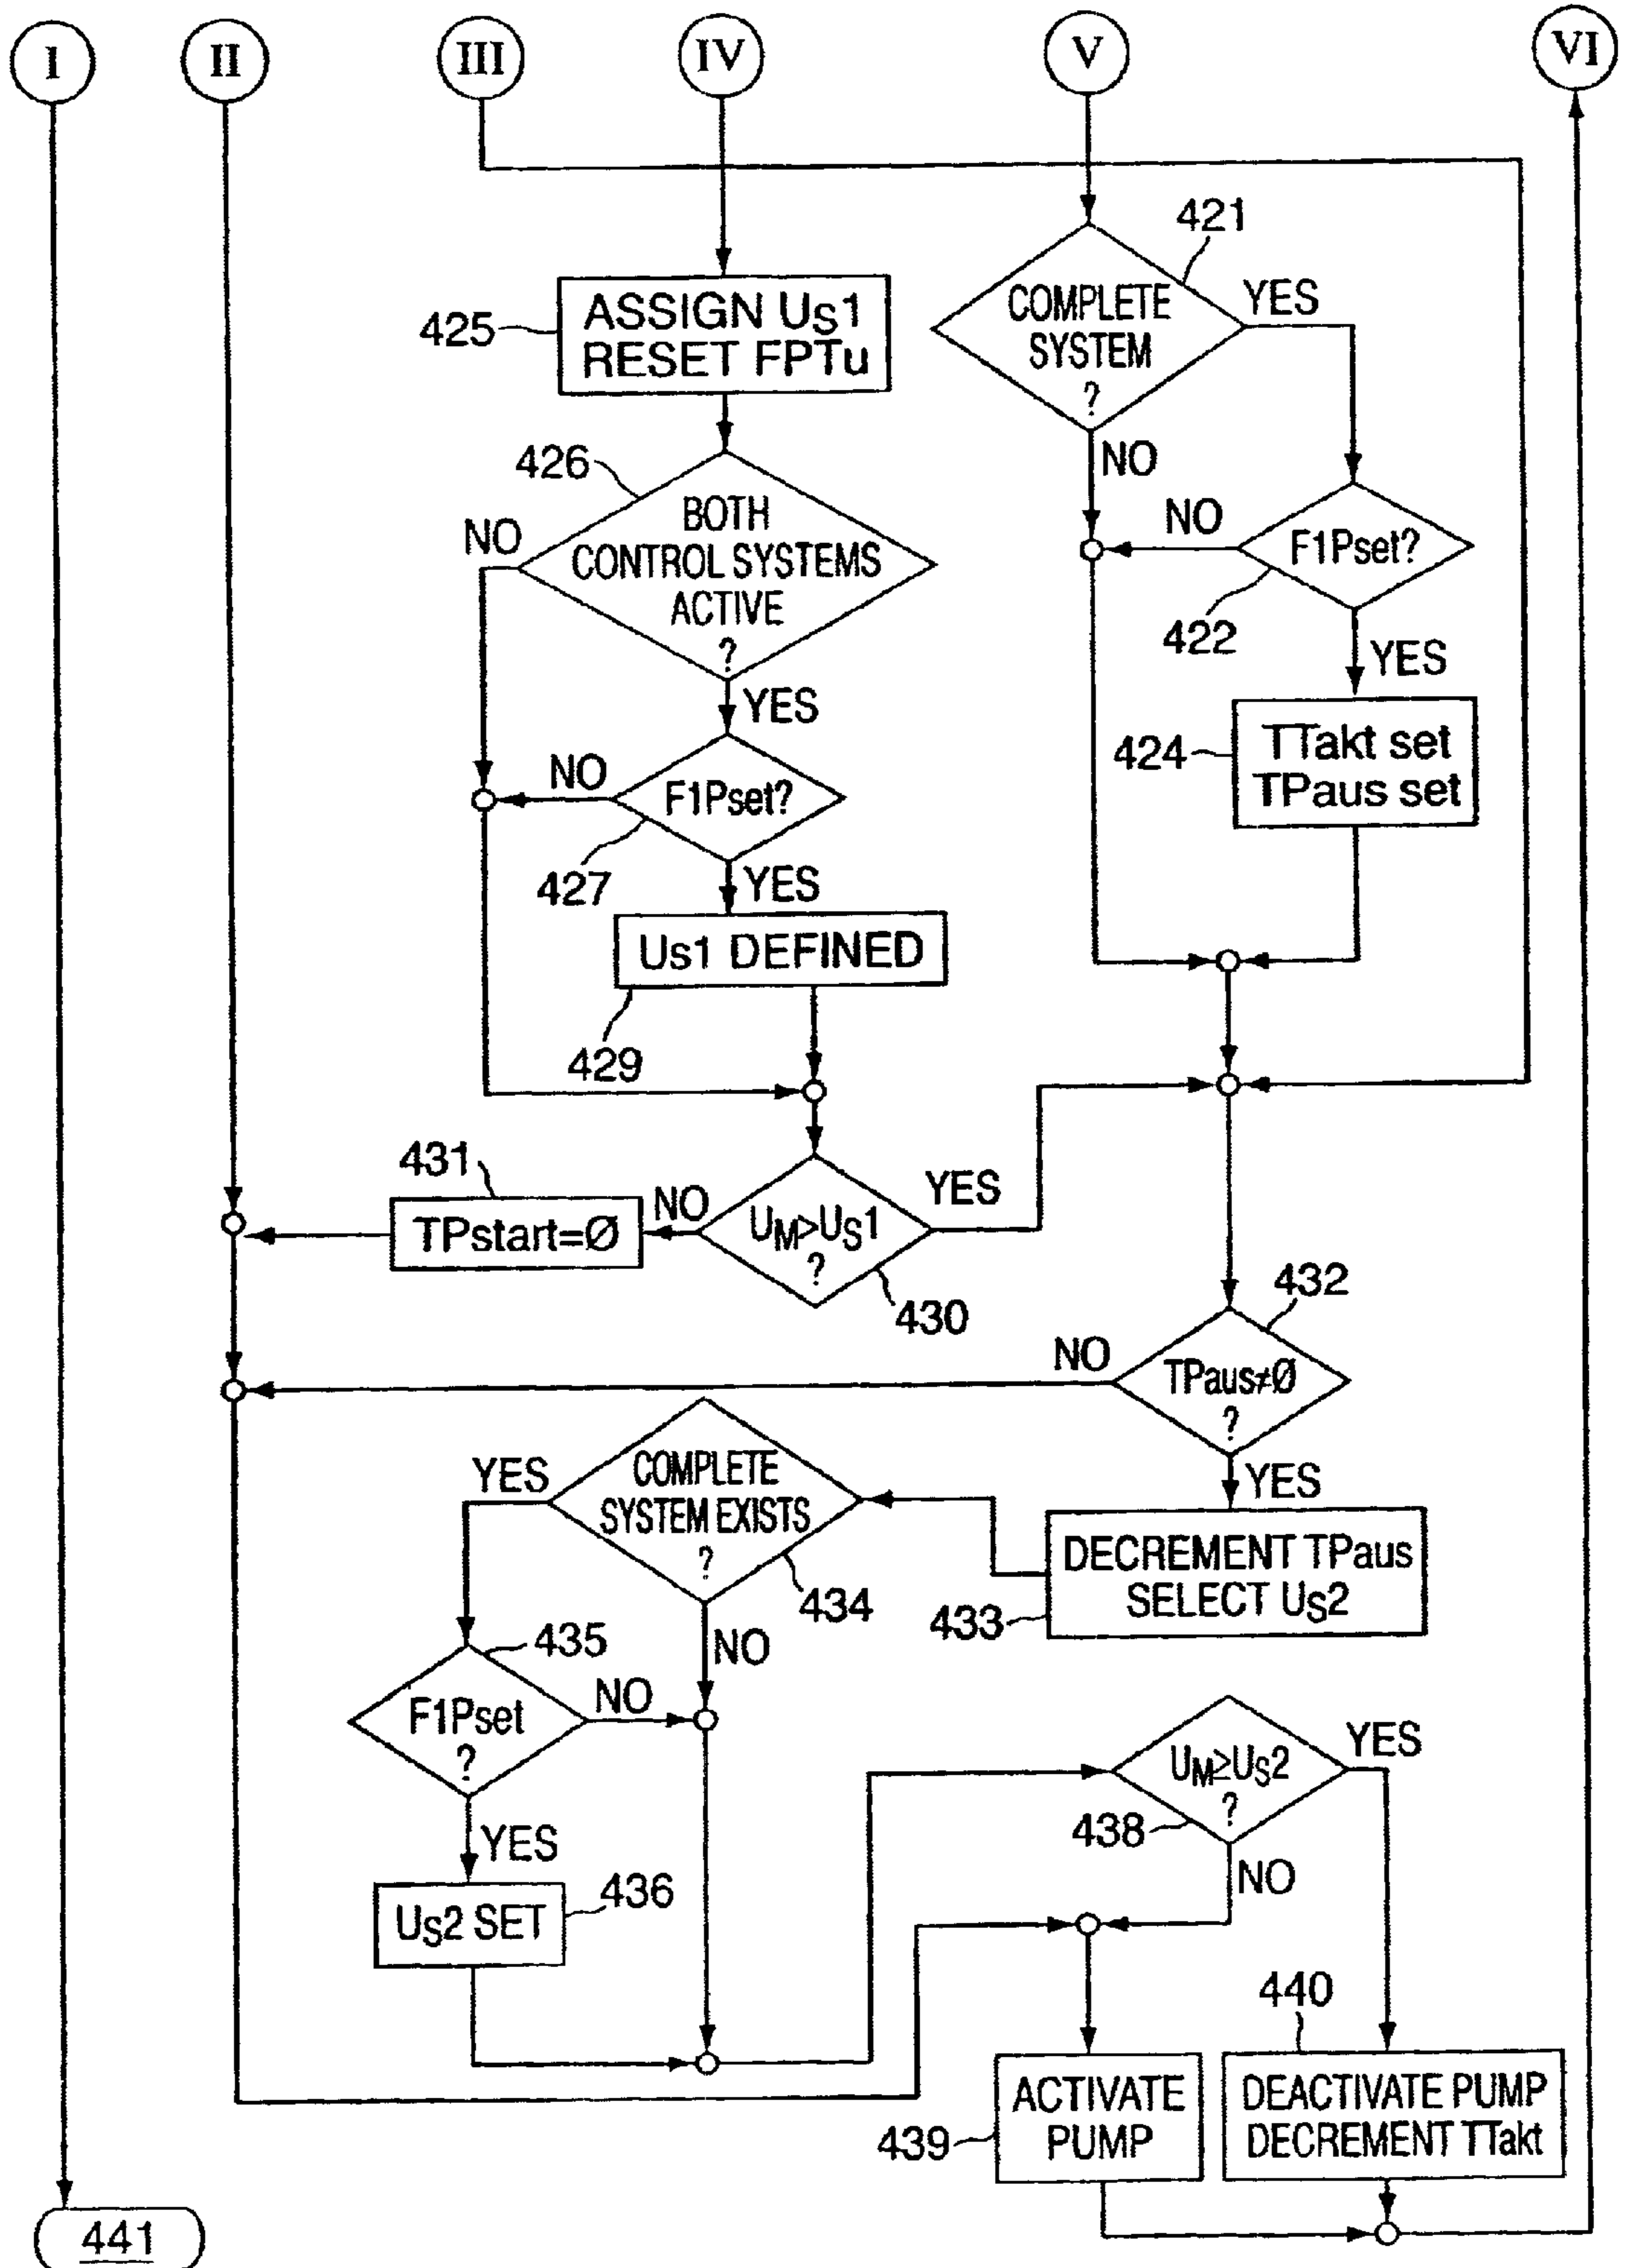 I
II
III
IV
V
VI
421
425
ASSIGN US1
RESET FPTu
COMPLETE
SYSTEM
?
YES
NO
426
BOTH
CONTROL SYSTEMS
ACTIVE
?
NO
YES
NO
F1Pset?
422
YES
424
TTakt set
TPaus set
NO
F1Pset?
427
YES
Us1 DEFINED
429
431
TPstart=Ø
NO
UM>US1
?
YES
430
432
NO
TPaus≠Ø
?
YES
YES
COMPLETE
SYSTEM EXISTS
?
434
NO
DECREMENT TPaus
SELECT US2
433
435
F1Pset
?
NO
YES
UM≥US2
?
YES
438
NO
US2 SET
436
440
ACTIVATE
PUMP
439
DEACTIVATE PUMP
DECREMENT TTakt
441